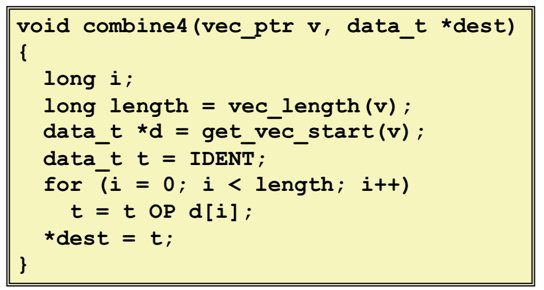 void combine4(vec_ptr v, data_t *dest)
{
  long i;
  long length = vec_length(v);
  data_t *d = get_vec_start(v);
  data_t t = IDENT;
  for (i = 0; i < length; i++)
    t = t OP d[i];
  *dest = t;
}